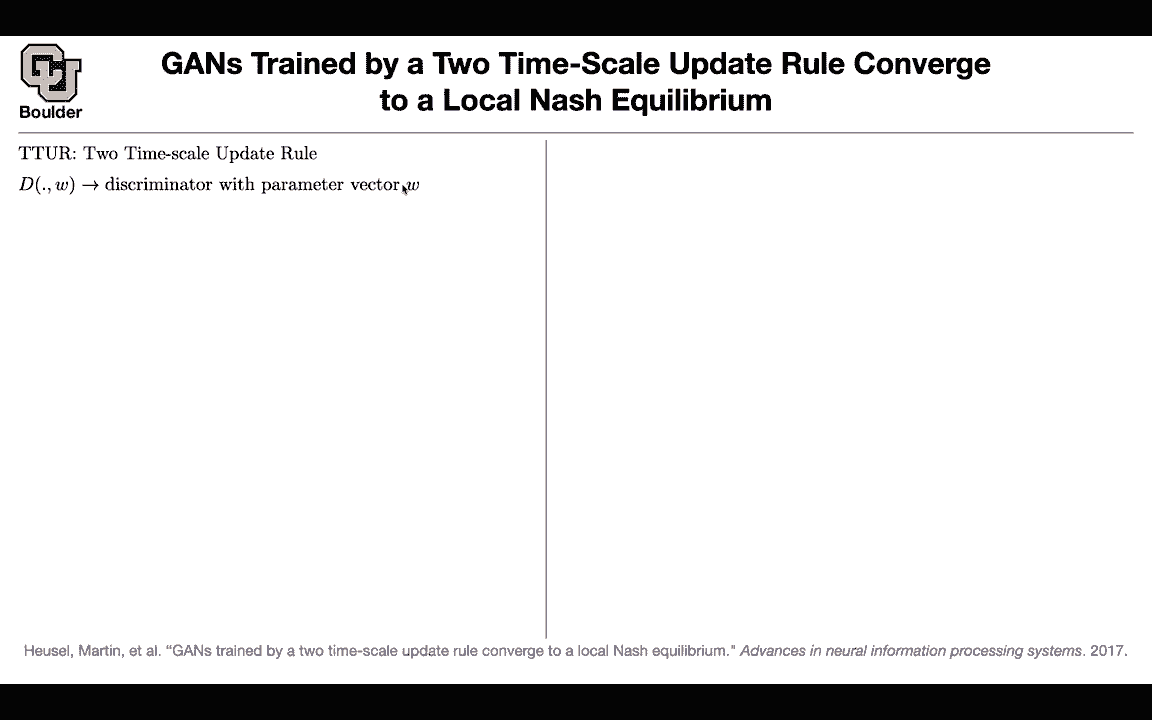 GANs Trained by a Two Time-Scale Update Rule Converge
to a Local Nash Equilibrium
CU
Boulder
TTUR: Two Time-scale Update Rule
D(., w) → discriminator with parameter vector w
Heusel, Martin, et al. "GANs trained by a two time-scale update rule converge to a local Nash equilibrium." Advances in neural information processing systems. 2017.